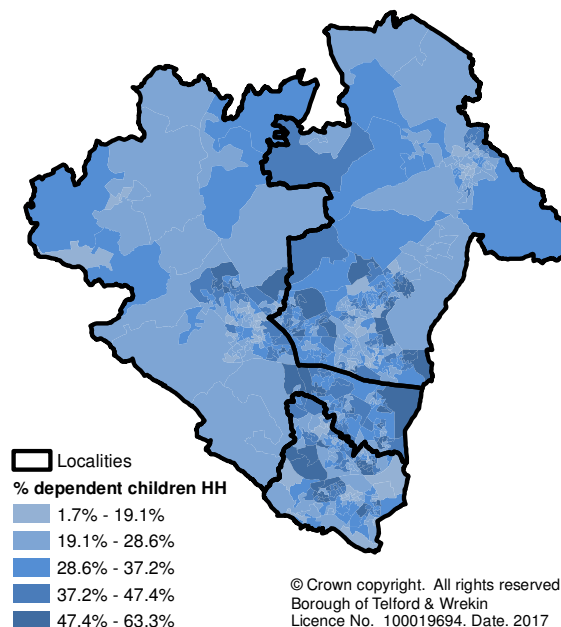 Localities
% dependent children HH
1.7% - 19.1%
19.1% - 28.6%
28.6% - 37.2%
37.2% - 47.4%
47.4% - 63.3%
© Crown copyright. All rights reserved
Borough of Telford & Wrekin
Licence No. 100019694. Date. 2017